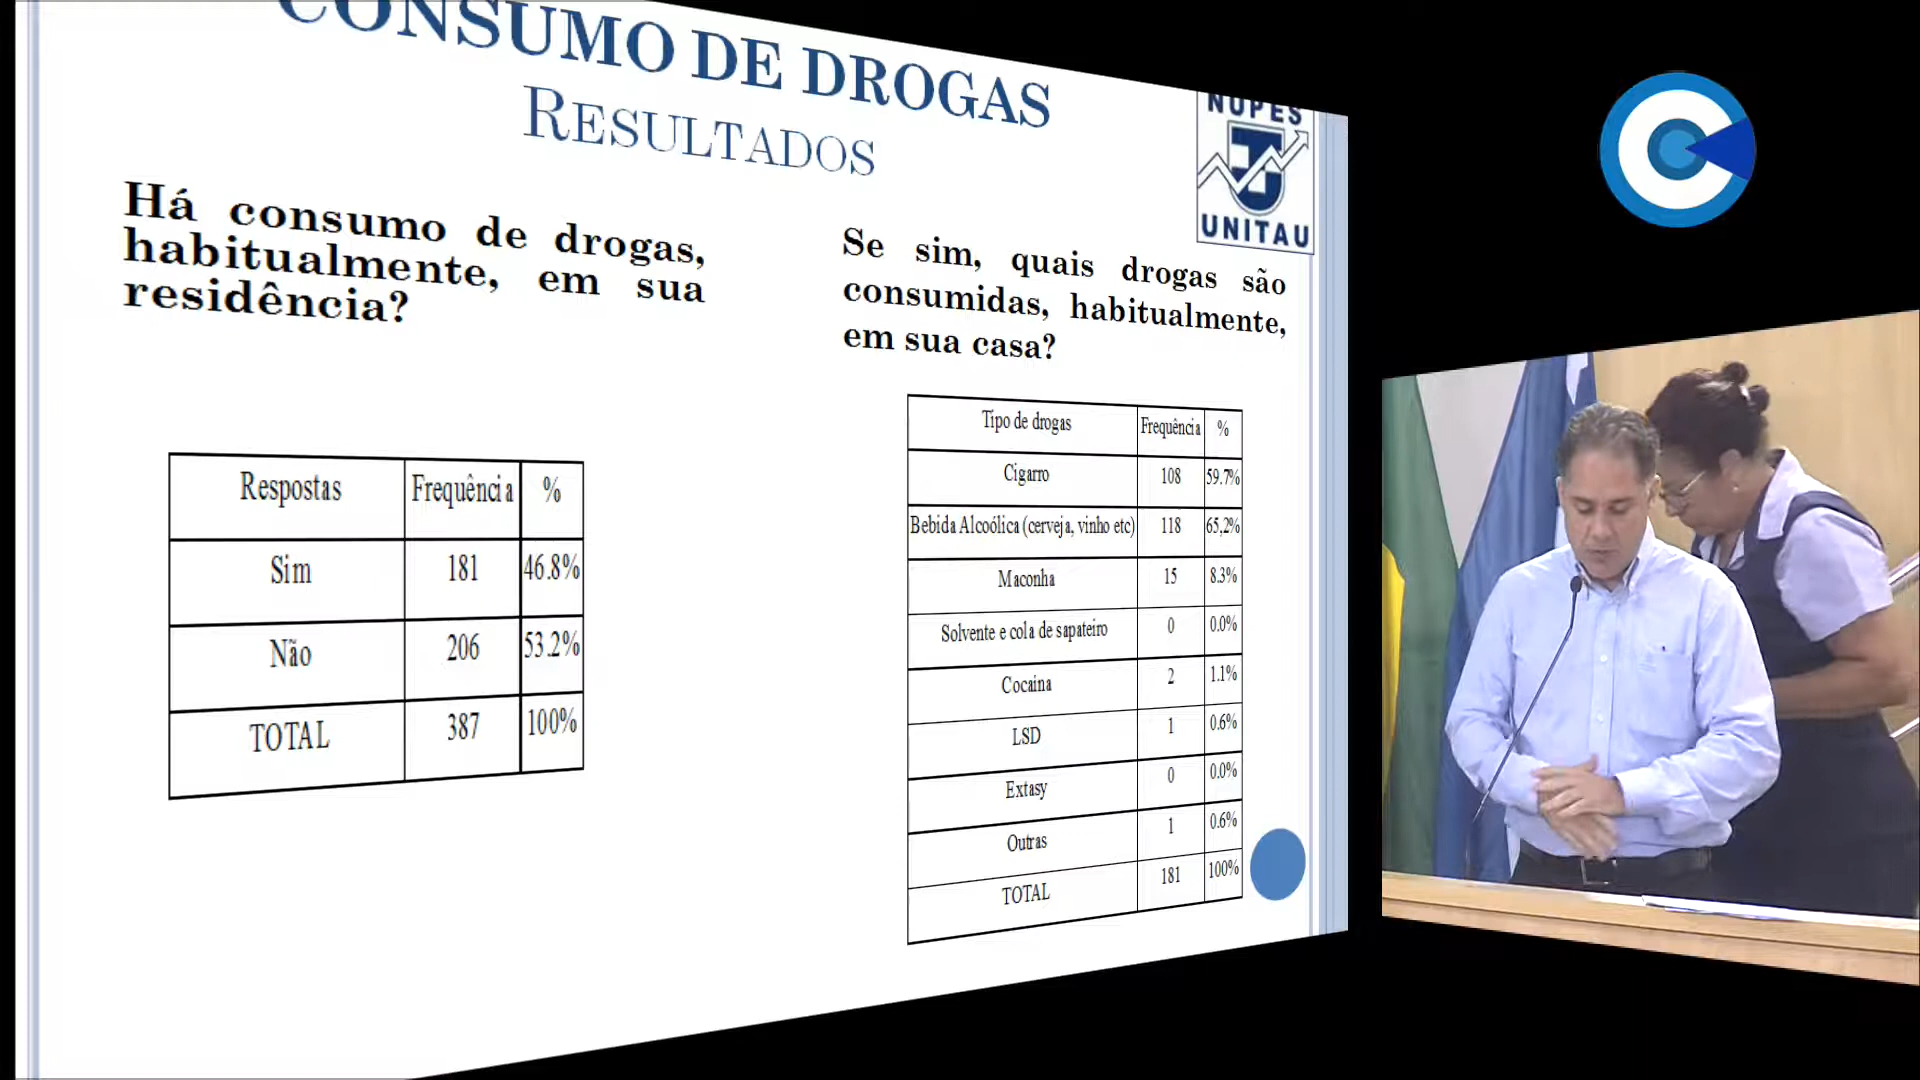 CONSUMO DE DROGAS
RESULTADOS
NUPES
UNITAU
Há consumo de drogas,
habitualmente, em sua
residência?
Respostas Frequência %
Sim 181 46.8%
Não 206 53.2%
TOTAL 387 100%
Se sim, quais drogas são
consumidas, habitualmente,
em sua casa?
Tipo de drogas Frequência %
Cigarro 108 59.7%
Bebida Alcoólica (cerveja, vinho etc) 118 65,2%
Maconha 15 8.3%
Solvente e cola de sapateiro 0 0.0%
Cocaina 2 1.1%
LSD 1 0.6%
Extasy 0 0.0%
Outras 1 0.6%
TOTAL 181 100%